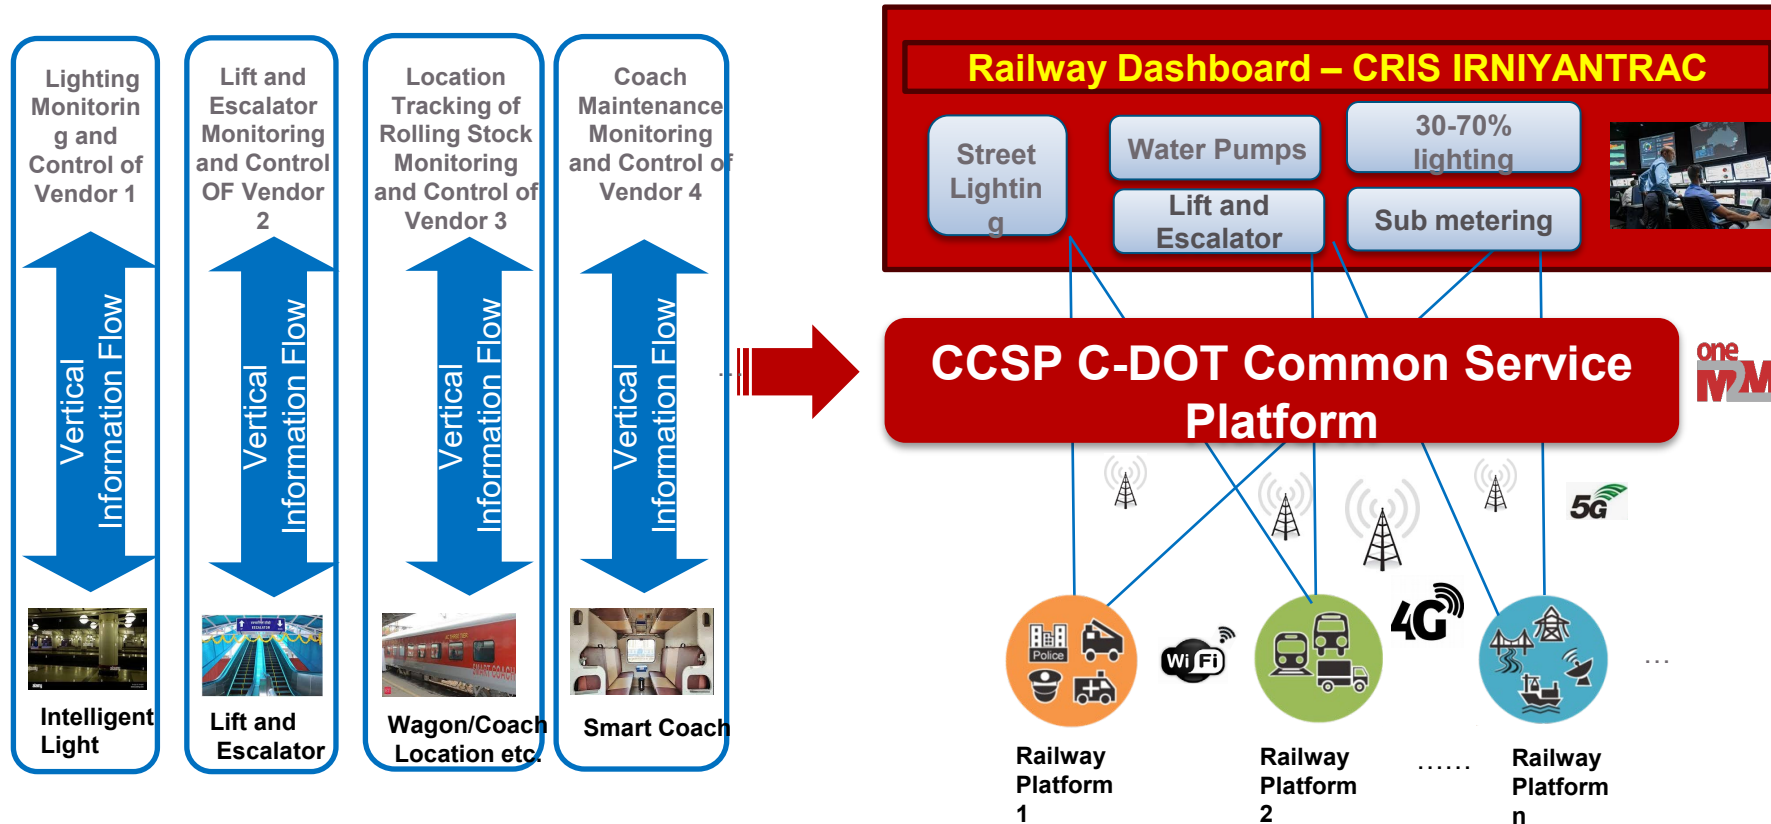 Lighting
Monitorin
g and
Control of
Vendor 1
Vertical
Information Flow
Intelligent
Light
Lift and
Escalator
Monitoring
and Control
OF Vendor
2
Vertical
Information Flow
ESCALATOR
Lift and
Escalator
Location
Tracking of
Rolling Stock
Monitoring
and Control of
Vendor 3
Vertical
Information Flow
SMART COACH
Wagon/Coach
Location etc.
Coach
Maintenance
Monitoring
and Control of
Vendor 4
Vertical
Information Flow
Smart Coach
...
Railway Dashboard – CRIS IRNIYANTRAC
Street
Lightin
g
Water Pumps
30-70%
lighting
Lift and
Escalator
Sub metering
CCSP C-DOT Common Service
Platform
one
M2M
5G
4G
Wi Fi
Police
...
Railway
Platform
1
Railway
Platform
2
......
Railway
Platform
n